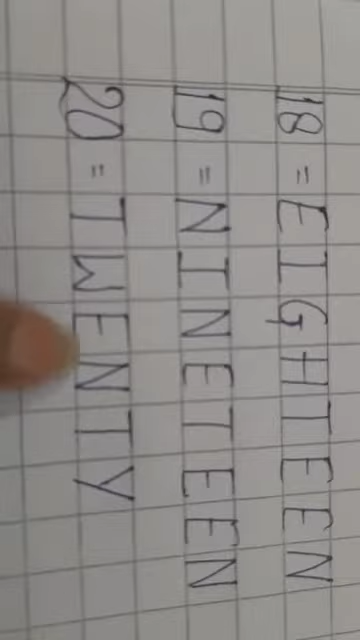 18 = EIGHTEEN
19 = NINETEEN
20 = TWENTY